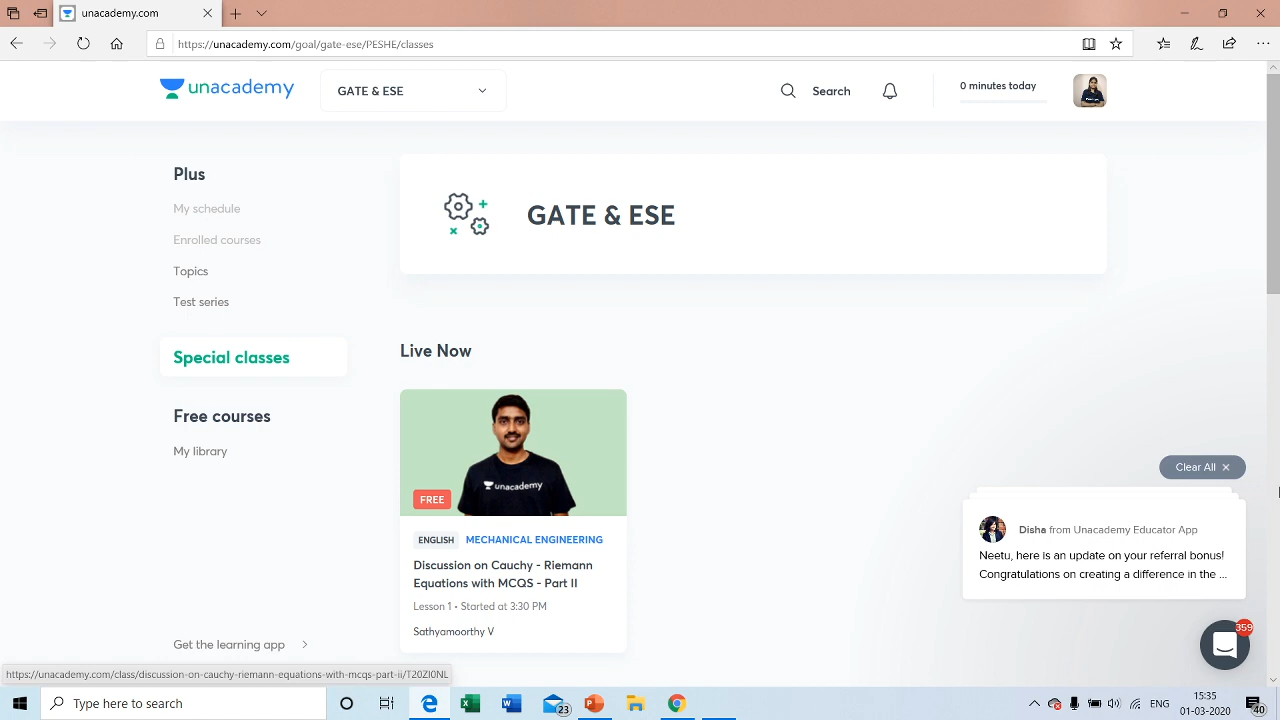 unacademy.com
https://unacademy.com/goal/gate-ese/PESHE/classes
unacademy
GATE & ESE
Search
0 minutes today
Plus
My schedule
Enrolled courses
Topics
Test series
Special classes
Free courses
My library
Get the learning app
GATE & ESE
Live Now
unacademy
FREE
ENGLISH MECHANICAL ENGINEERING
Discussion on Cauchy - Riemann
Equations with MCQS - Part II
Lesson 1 • Started at 3:30 PM
Sathyamoorthy V
Clear All
Disha from Unacademy Educator App
Neetu, here is an update on your referral bonus!
Congratulations on creating a difference in the ...
359
https://unacademy.com/class/discussion-on-cauchy-riemann-equations-with-mcqs-part-ii/T20ZI0NL
Type here to search
23
ENG
15:35
01-03-2020
40